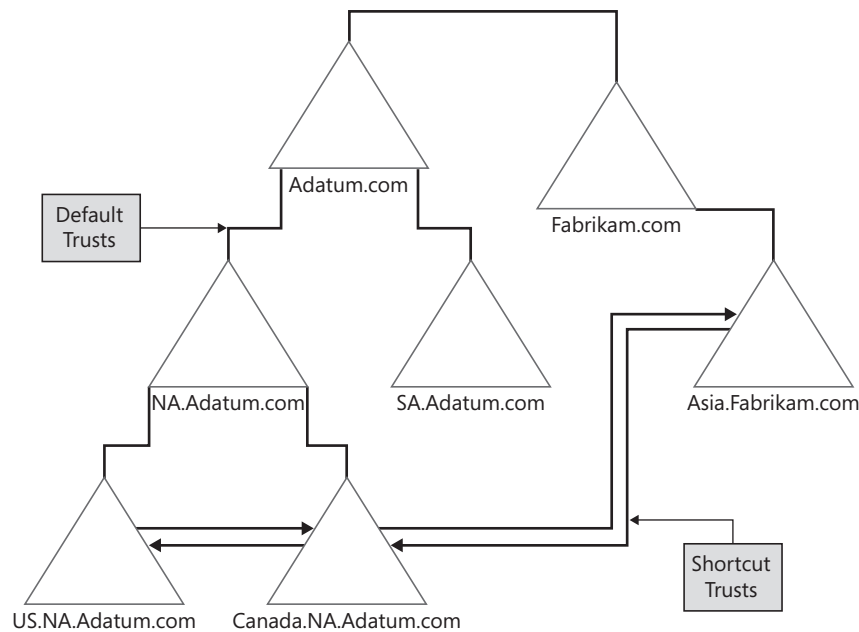 Adatum.com
Default
Trusts
Fabrikam.com
NA.Adatum.com
SA.Adatum.com
Asia.Fabrikam.com
Shortcut
Trusts
US.NA.Adatum.com
Canada.NA.Adatum.com